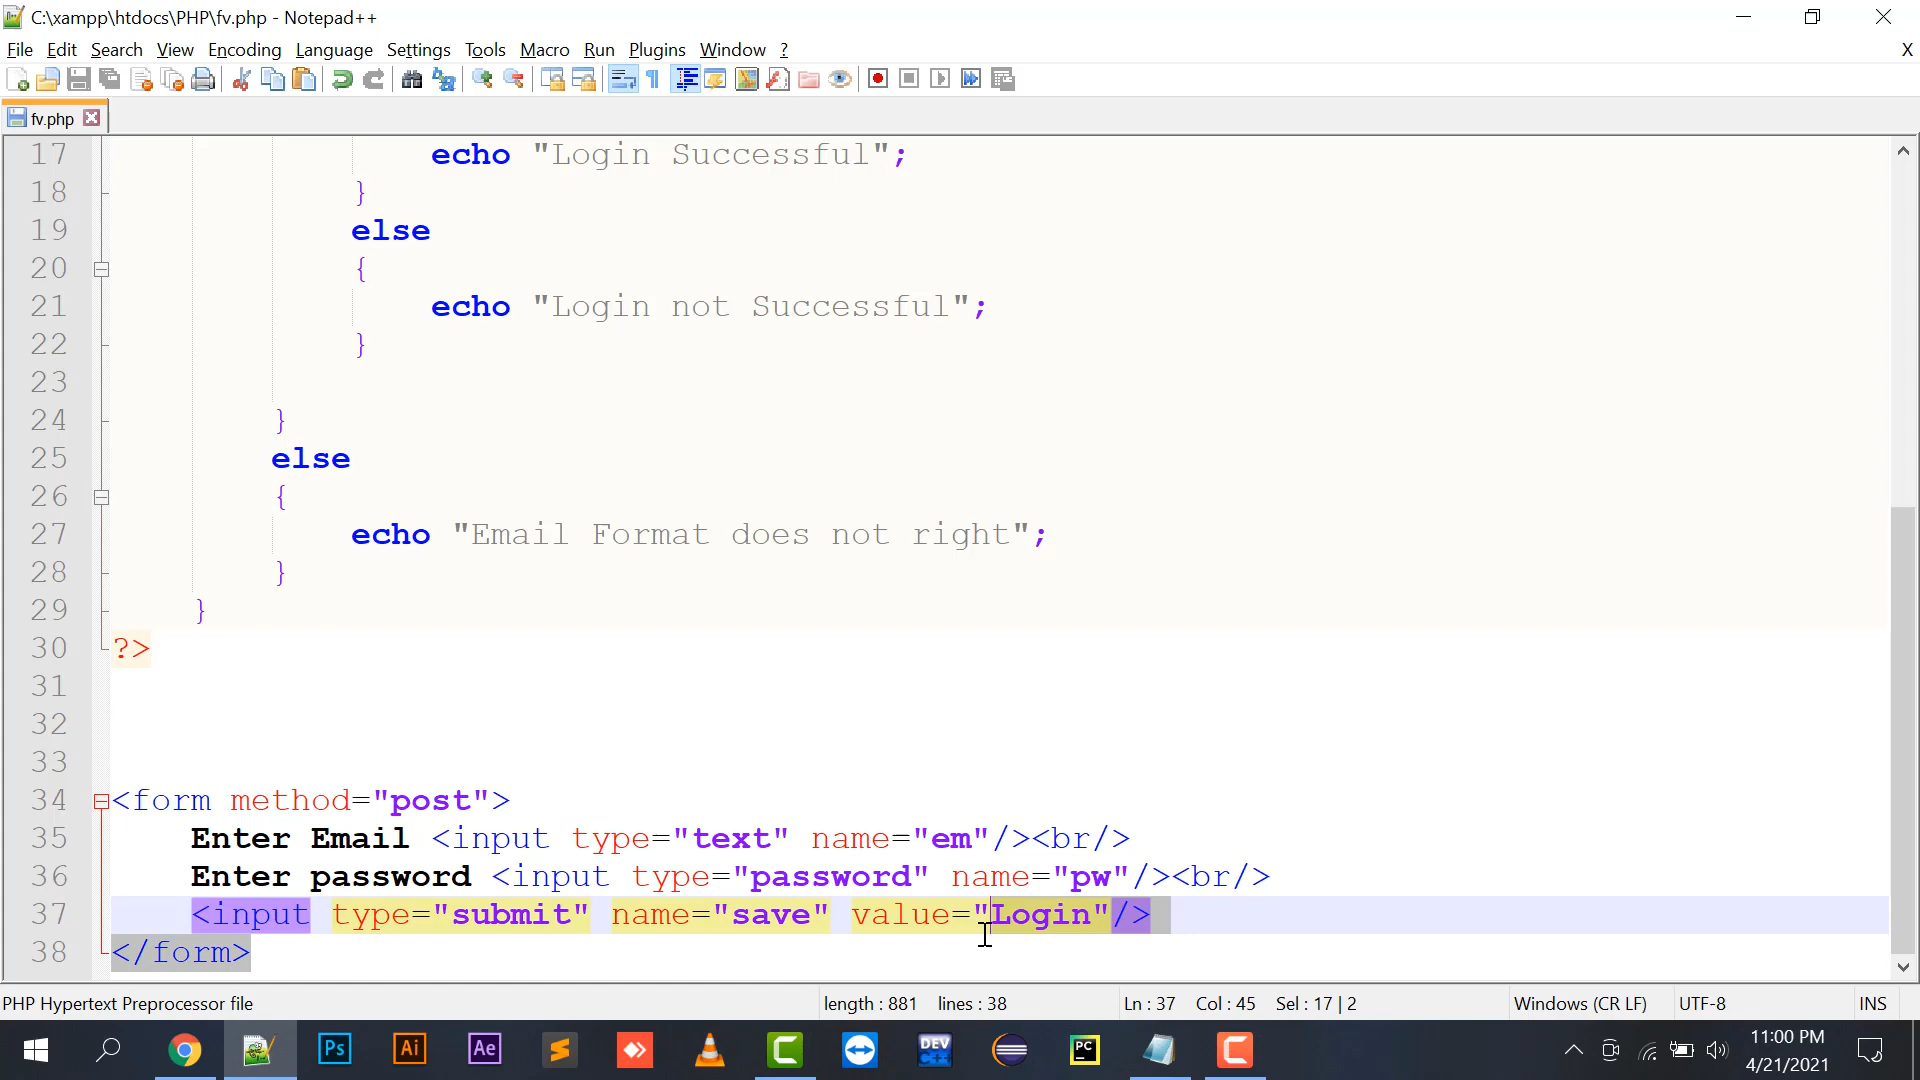 C:\xampp\htdocs\PHP\fv.php - Notepad++
File Edit Search View Encoding Language Settings Tools Macro Run Plugins Window ? X
fv.php
17 echo "Login Successful";
18 }
19 else
20 {
21 echo "Login not Successful";
22 }
23
24 }
25 else
26 {
27 echo "Email Format does not right";
28 }
29 }
30 ?>
31
32
33
34 <form method="post">
35 Enter Email <input type="text" name="em"/><br/>
36 Enter password <input type="password" name="pw"/><br/>
37 <input type="submit" name="save" value="Login"/>
38 </form>
PHP Hypertext Preprocessor file length : 881 lines : 38 Ln : 37 Col : 45 Sel : 17 | 2 Windows (CR LF) UTF-8 INS
Ps Ai Ae DEV C++ PC
11:00 PM
4/21/2021